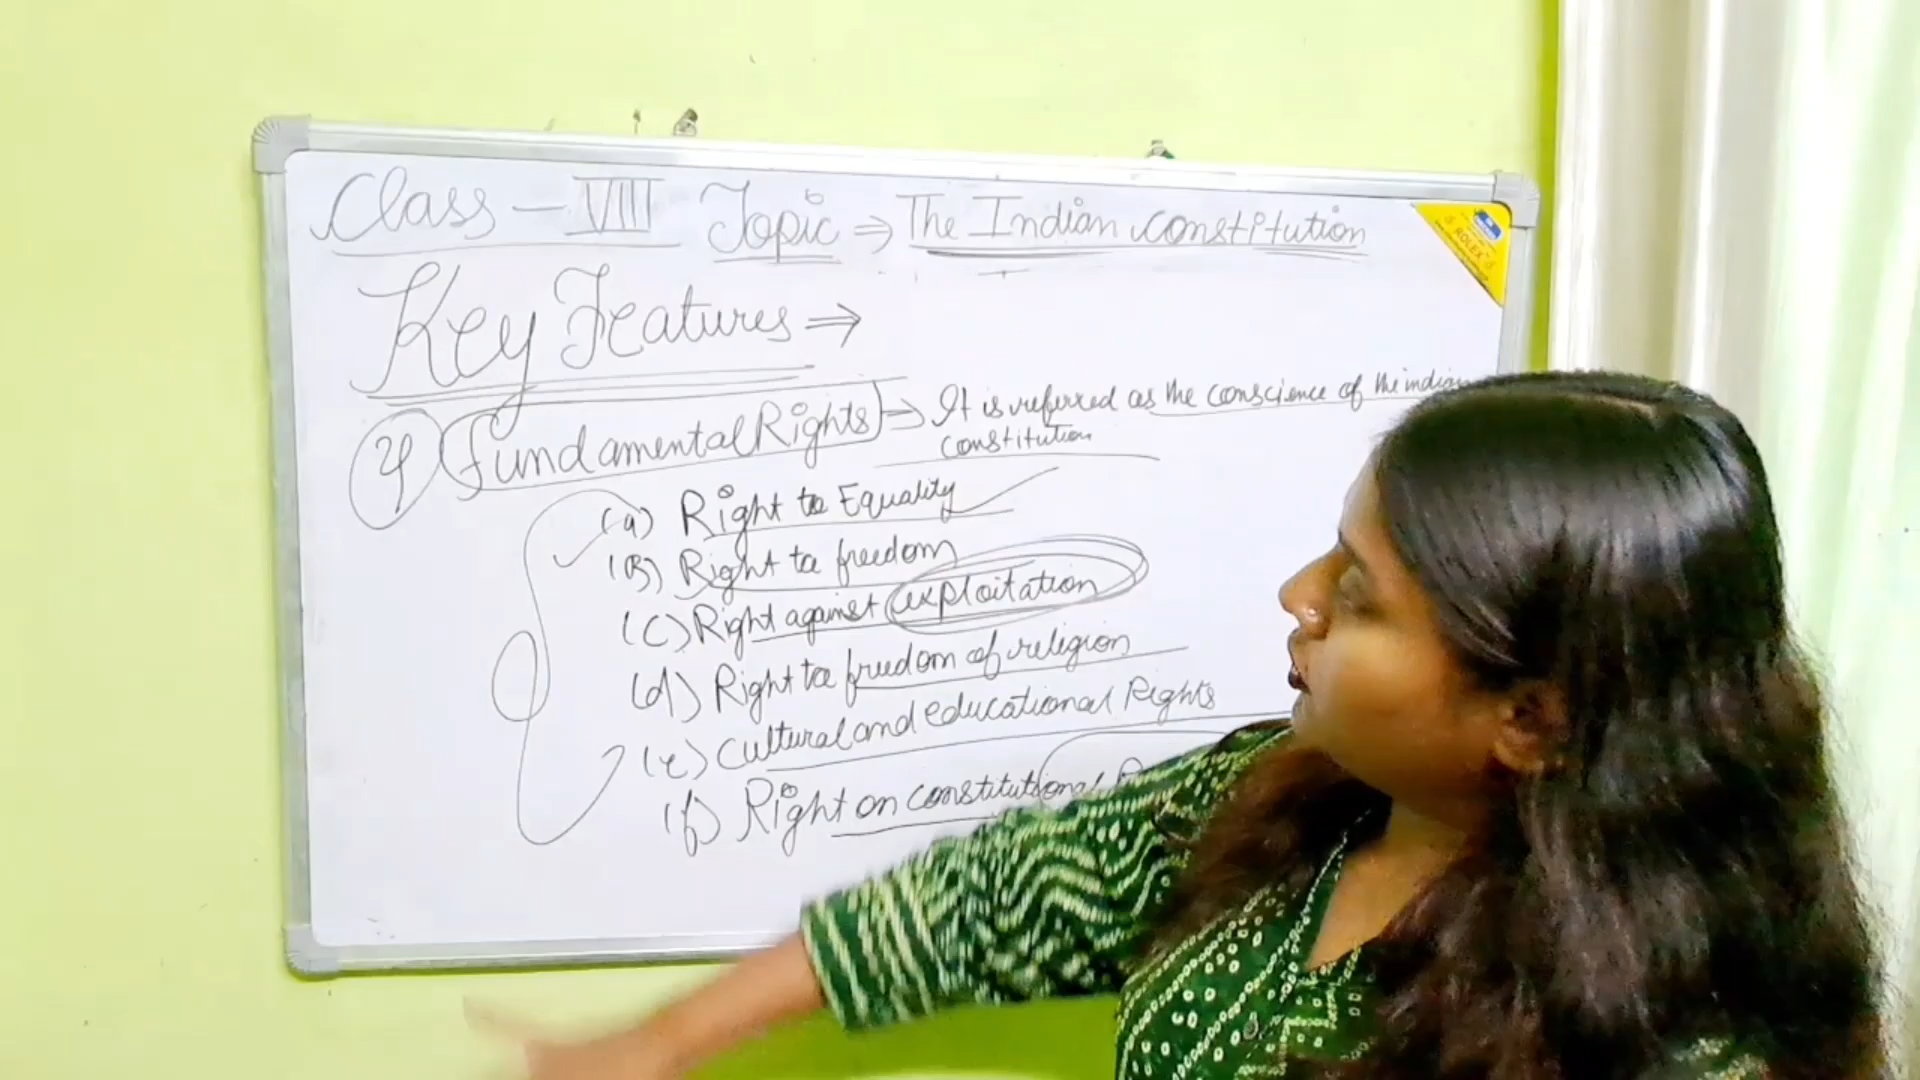 Class - VIII Topic ⇒ The Indian constitution
Key Features ⇒
4 Fundamental Rights → It is referred as the conscience of the
constitution
(a) Right to Equality
(B) Right to freedom
(C) Right against exploitation
(d) Right to freedom of religion
(e) Cultural and educational Rights
(f) Right on constitutional
ROLEX